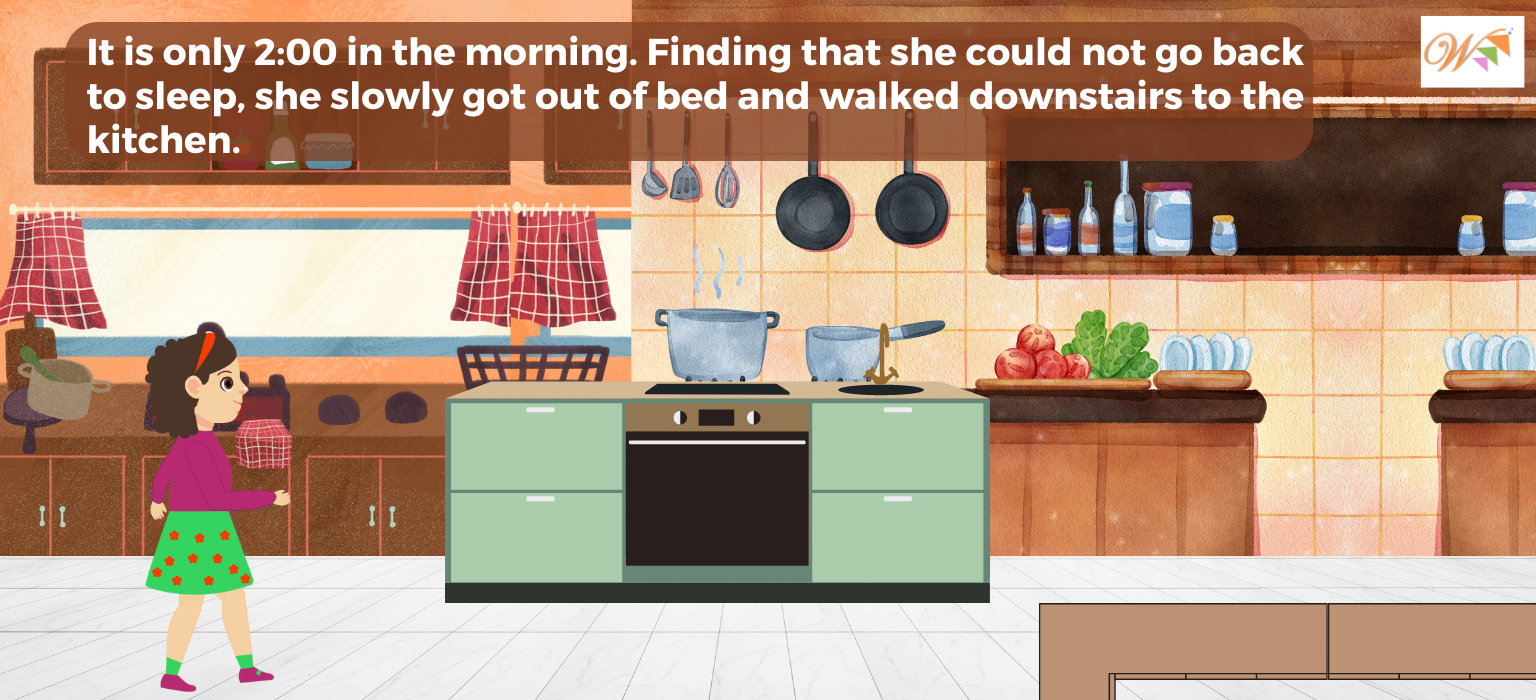 It is only 2:00 in the morning. Finding that she could not go back
to sleep, she slowly got out of bed and walked downstairs to the
kitchen.
W